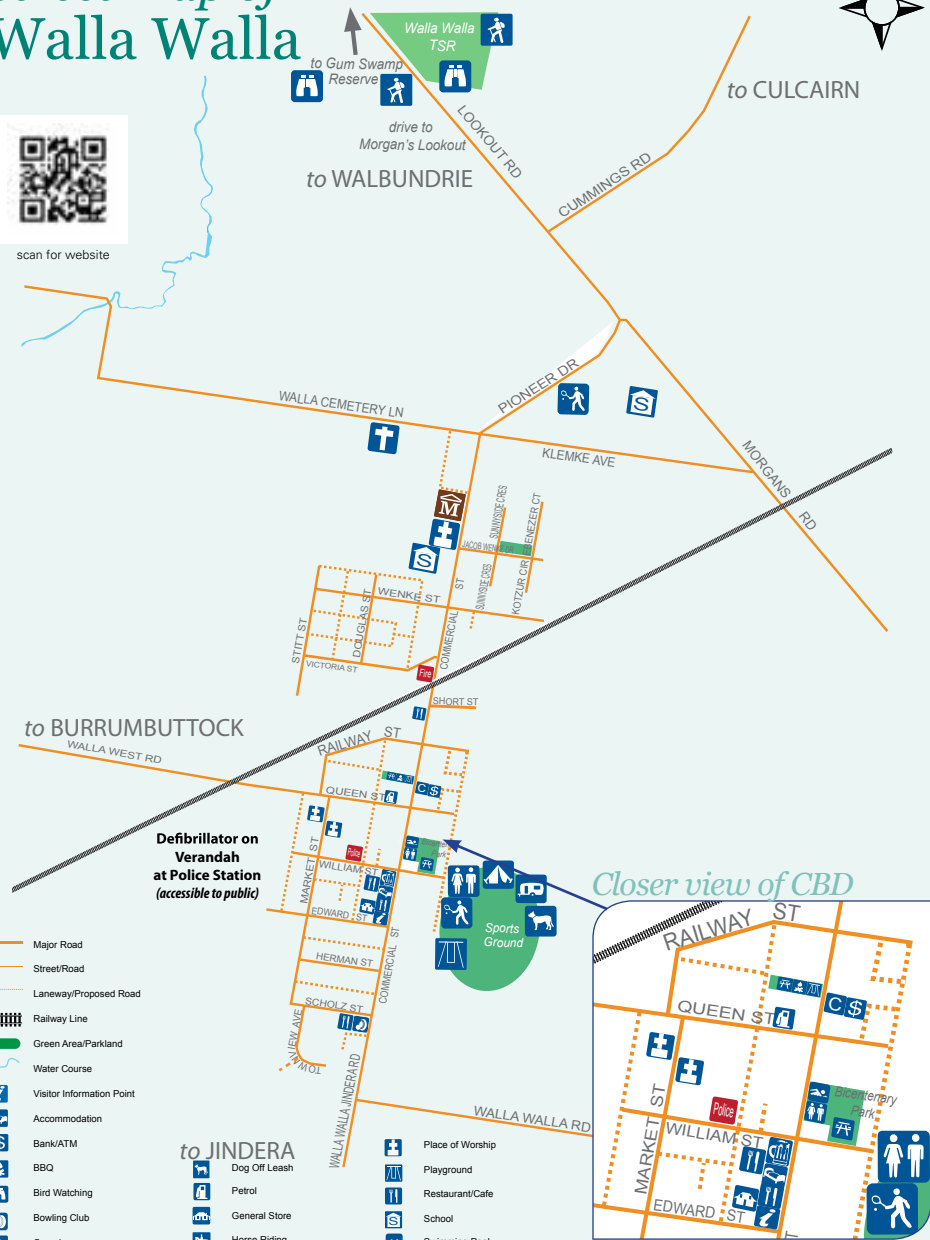 Walla Walla
Walla Walla
TSR
to Gum Swamp
Reserve
drive to
Morgan's Lookout
LOOKOUT RD
to CULCAIRN
to WALBUNDRIE
CUMMINGS RD
scan for website
PIONEER DR
WALLA CEMETERY LN
KLEMKE AVE
MORGANS RD
M
S
S
SUNNYSIDE CRES
EBENEZER CT
SUNNYSIDE CRES
KOTZUR CIR
WENKE ST
DOUGLAS ST
STITT ST
VICTORIA ST
COMMERCIAL ST
Fire
SHORT ST
to BURRUMBUTTOCK
WALLA WEST RD
RAILWAY ST
QUEEN ST
C $
Defibrillator on
Verandah
at Police Station
(accessible to public)
Police
MARKET ST
WILLIAM ST
EDWARD ST
HERMAN ST
SCHOLZ ST
COMMERCIAL ST
Sports
Ground
WALLA WALLA JINDERA RD
WALLA WALLA RD
to JINDERA
Closer view of CBD
RAILWAY ST
QUEEN ST
C $
Bicentenary
Park
Police
MARKET ST
WILLIAM ST
EDWARD ST
i
Major Road
Street/Road
Laneway/Proposed Road
Railway Line
Green Area/Parkland
Water Course
Visitor Information Point
Accommodation
Bank/ATM
BBQ
Bird Watching
Bowling Club
Dog Off Leash
Petrol
General Store
Horse Riding
Place of Worship
Playground
Restaurant/Cafe
S School